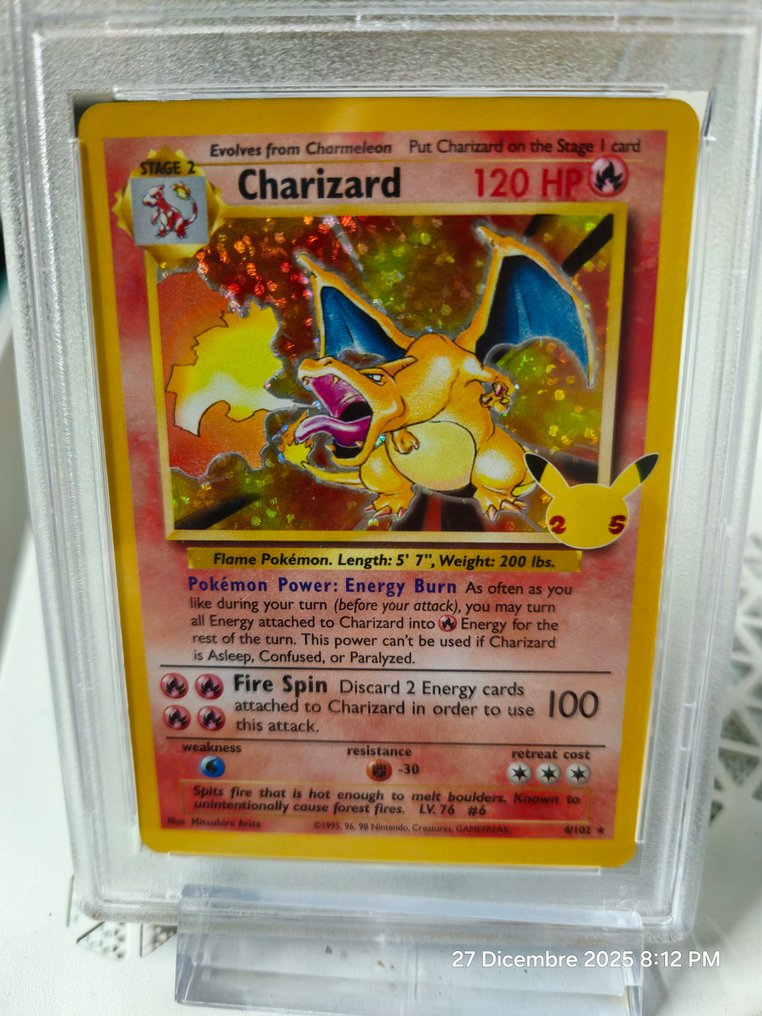 Evolves from Charmeleon Put Charizard on the Stage 1 card
STAGE 2
Charizard 120 HP
2 5
Flame Pokémon. Length: 5' 7", Weight: 200 lbs.
Pokémon Power: Energy Burn As often as you
like during your turn (before your attack), you may turn
all Energy attached to Charizard into Energy for the
rest of the turn. This power can't be used if Charizard
is Asleep, Confused, or Paralyzed.
Fire Spin Discard 2 Energy cards
attached to Charizard in order to use
this attack.
100
weakness resistance retreat cost
-30
Spits fire that is hot enough to melt boulders. Known to
unintentionally cause forest fires. LV. 76 #6
Illus. Mitsuhiro Arita ©1995, 96, 98 Nintendo, Creatures, GAMEFREAK. 4/102 ★
27 Dicembre 2025 8:12 PM